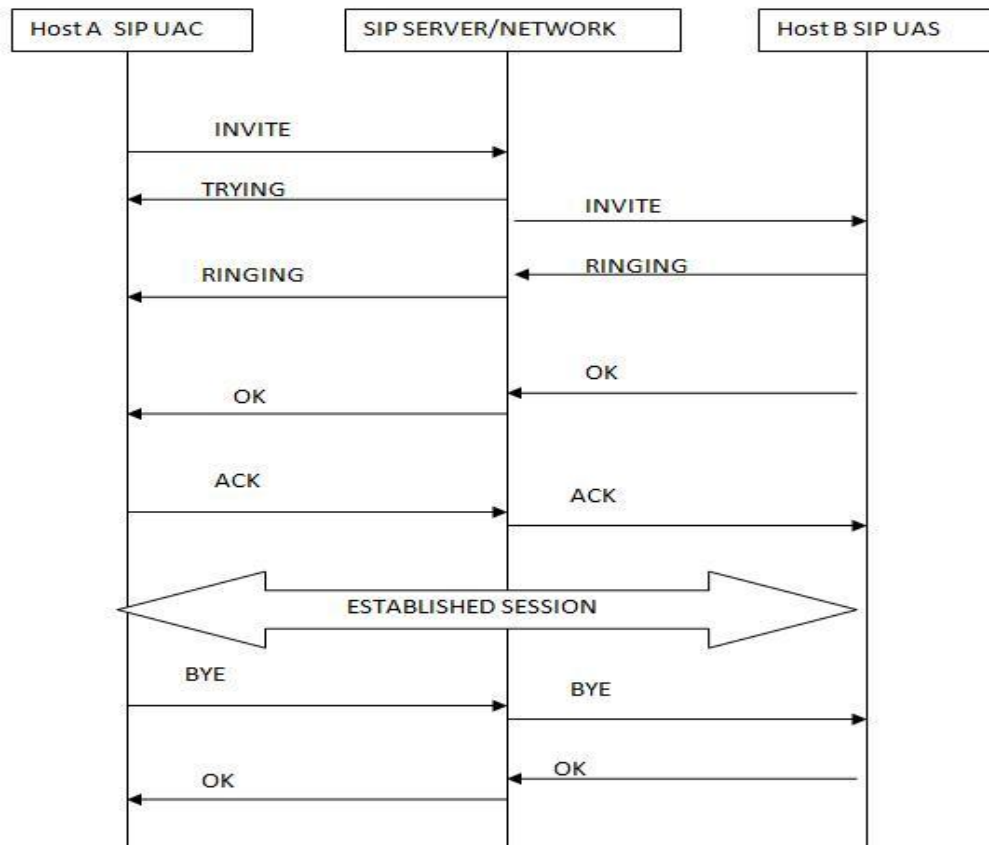 Host A SIP UAC
SIP SERVER/NETWORK
Host B SIP UAS
INVITE
TRYING
INVITE
RINGING
RINGING
OK
OK
ACK
ACK
ESTABLISHED SESSION
BYE
BYE
OK
OK